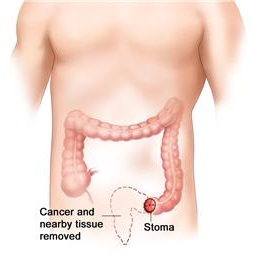 Cancer and
nearby tissue
removed
Stoma